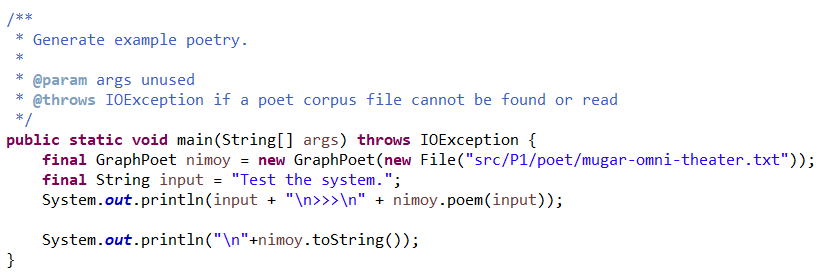 /**
 * Generate example poetry.
 *
 * @param args unused
 * @throws IOException if a poet corpus file cannot be found or read
 */
public static void main(String[] args) throws IOException {
    final GraphPoet nimoy = new GraphPoet(new File("src/P1/poet/mugar-omni-theater.txt"));
    final String input = "Test the system.";
    System.out.println(input + "\n>>>\n" + nimoy.poem(input));

    System.out.println("\n"+nimoy.toString());
}